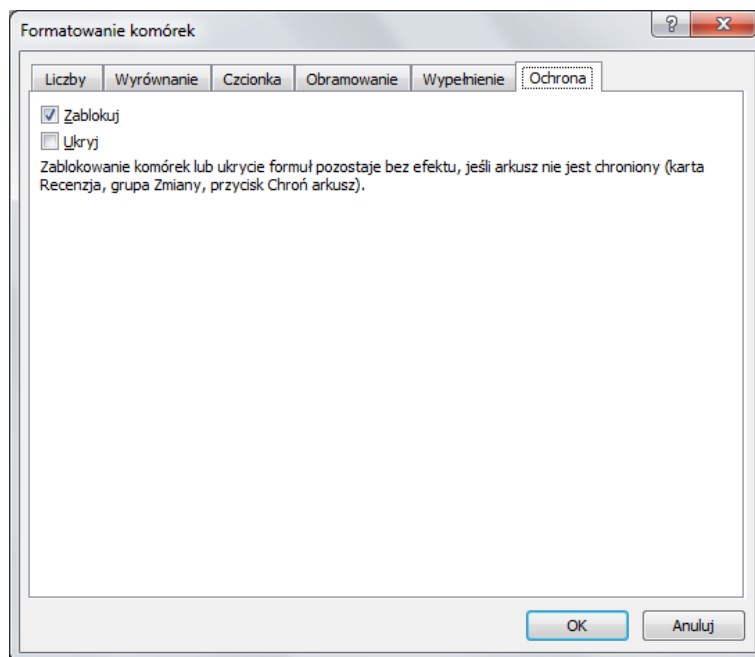 Formatowanie komórek
Liczby Wyrównanie Czcionka Obramowanie Wypełnienie Ochrona
Zablokuj
Ukryj
Zablokowanie komórek lub ukrycie formuł pozostaje bez efektu, jeśli arkusz nie jest chroniony (karta
Recenzja, grupa Zmiany, przycisk Chroń arkusz).
OK Anuluj